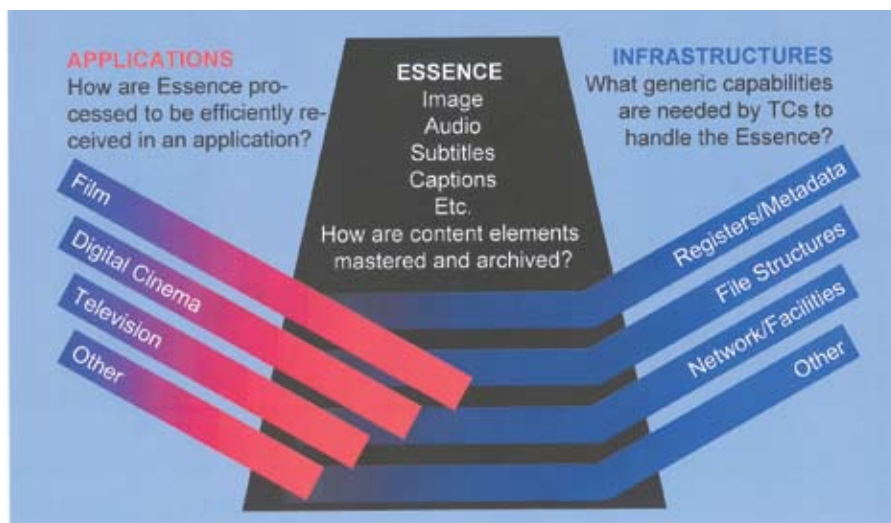 APPLICATIONS
How are Essence pro-
cessed to be efficiently re-
ceived in an application?
ESSENCE
Image
Audio
Subtitles
Captions
Etc.
How are content elements
mastered and archived?
INFRASTRUCTURES
What generic capabilities
are needed by TCs to
handle the Essence?
Film
Digital Cinema
Television
Other
Registers/Metadata
File Structures
Network/Facilities
Other